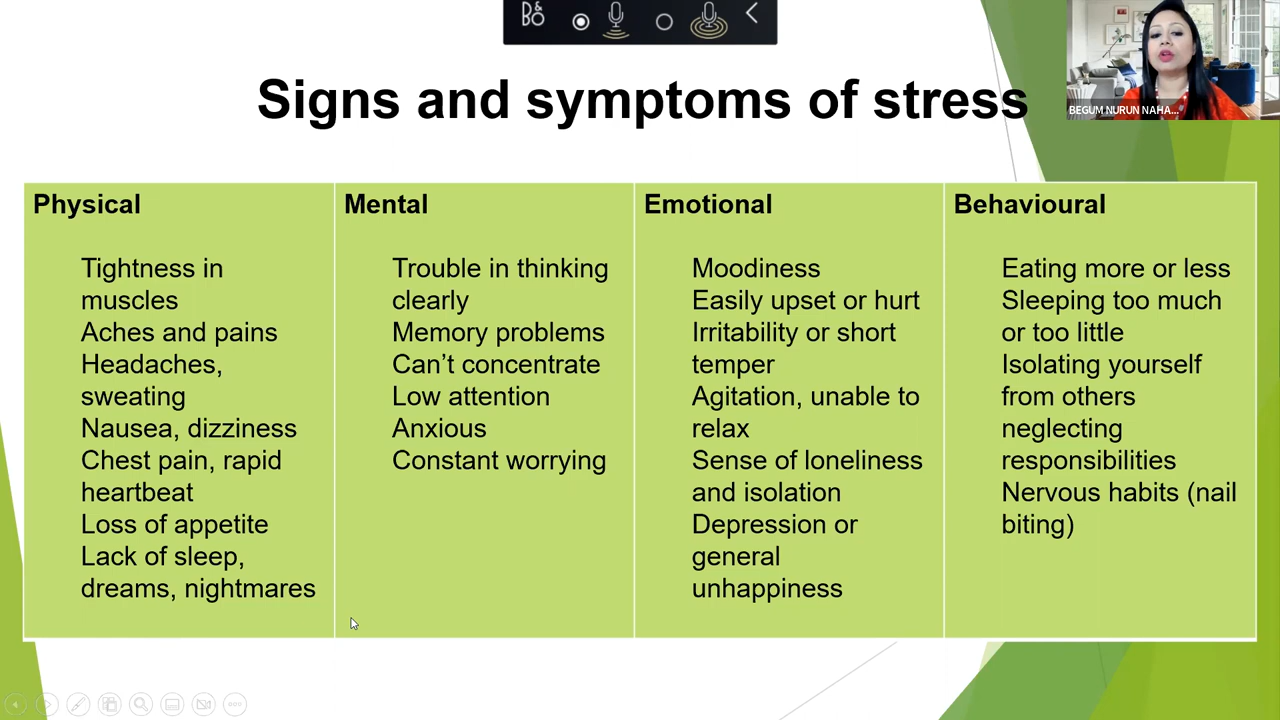 B&O
Signs and symptoms of stress
BEGUM NURUN NAHA...
Physical
Tightness in
muscles
Aches and pains
Headaches,
sweating
Nausea, dizziness
Chest pain, rapid
heartbeat
Loss of appetite
Lack of sleep,
dreams, nightmares
Mental
Trouble in thinking
clearly
Memory problems
Can’t concentrate
Low attention
Anxious
Constant worrying
Emotional
Moodiness
Easily upset or hurt
Irritability or short
temper
Agitation, unable to
relax
Sense of loneliness
and isolation
Depression or
general
unhappiness
Behavioural
Eating more or less
Sleeping too much
or too little
Isolating yourself
from others
neglecting
responsibilities
Nervous habits (nail
biting)